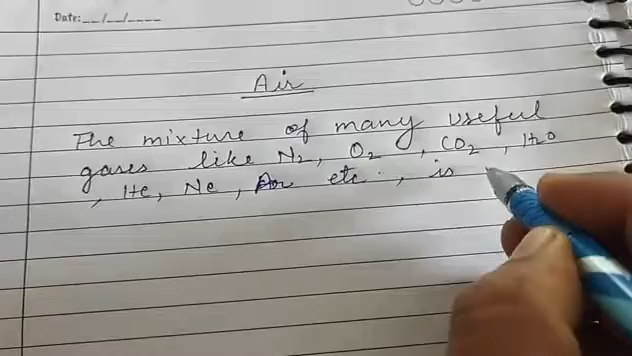 Date:__/__/____
Air
The mixture of many useful
gases like N2, O2, CO2, H2O
, He, Ne, Ar etc., is